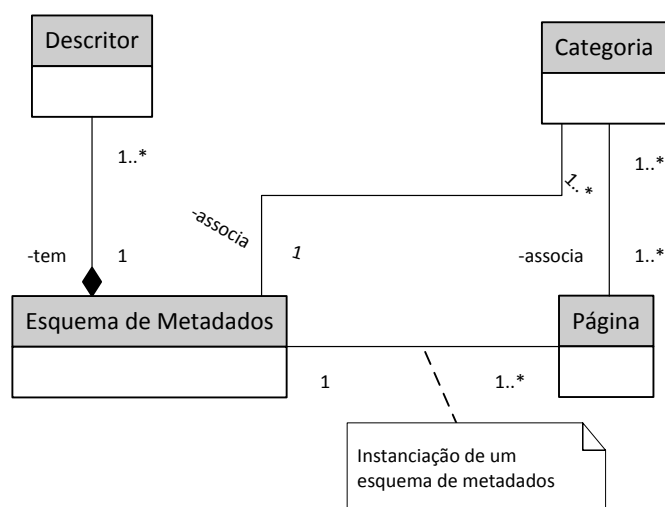 Descritor
Categoria
1..*
1..*
1..*
-associa
-tem
1
1
-associa
1..*
Esquema de Metadados
Página
1
1..*
Instanciação de um
esquema de metadados